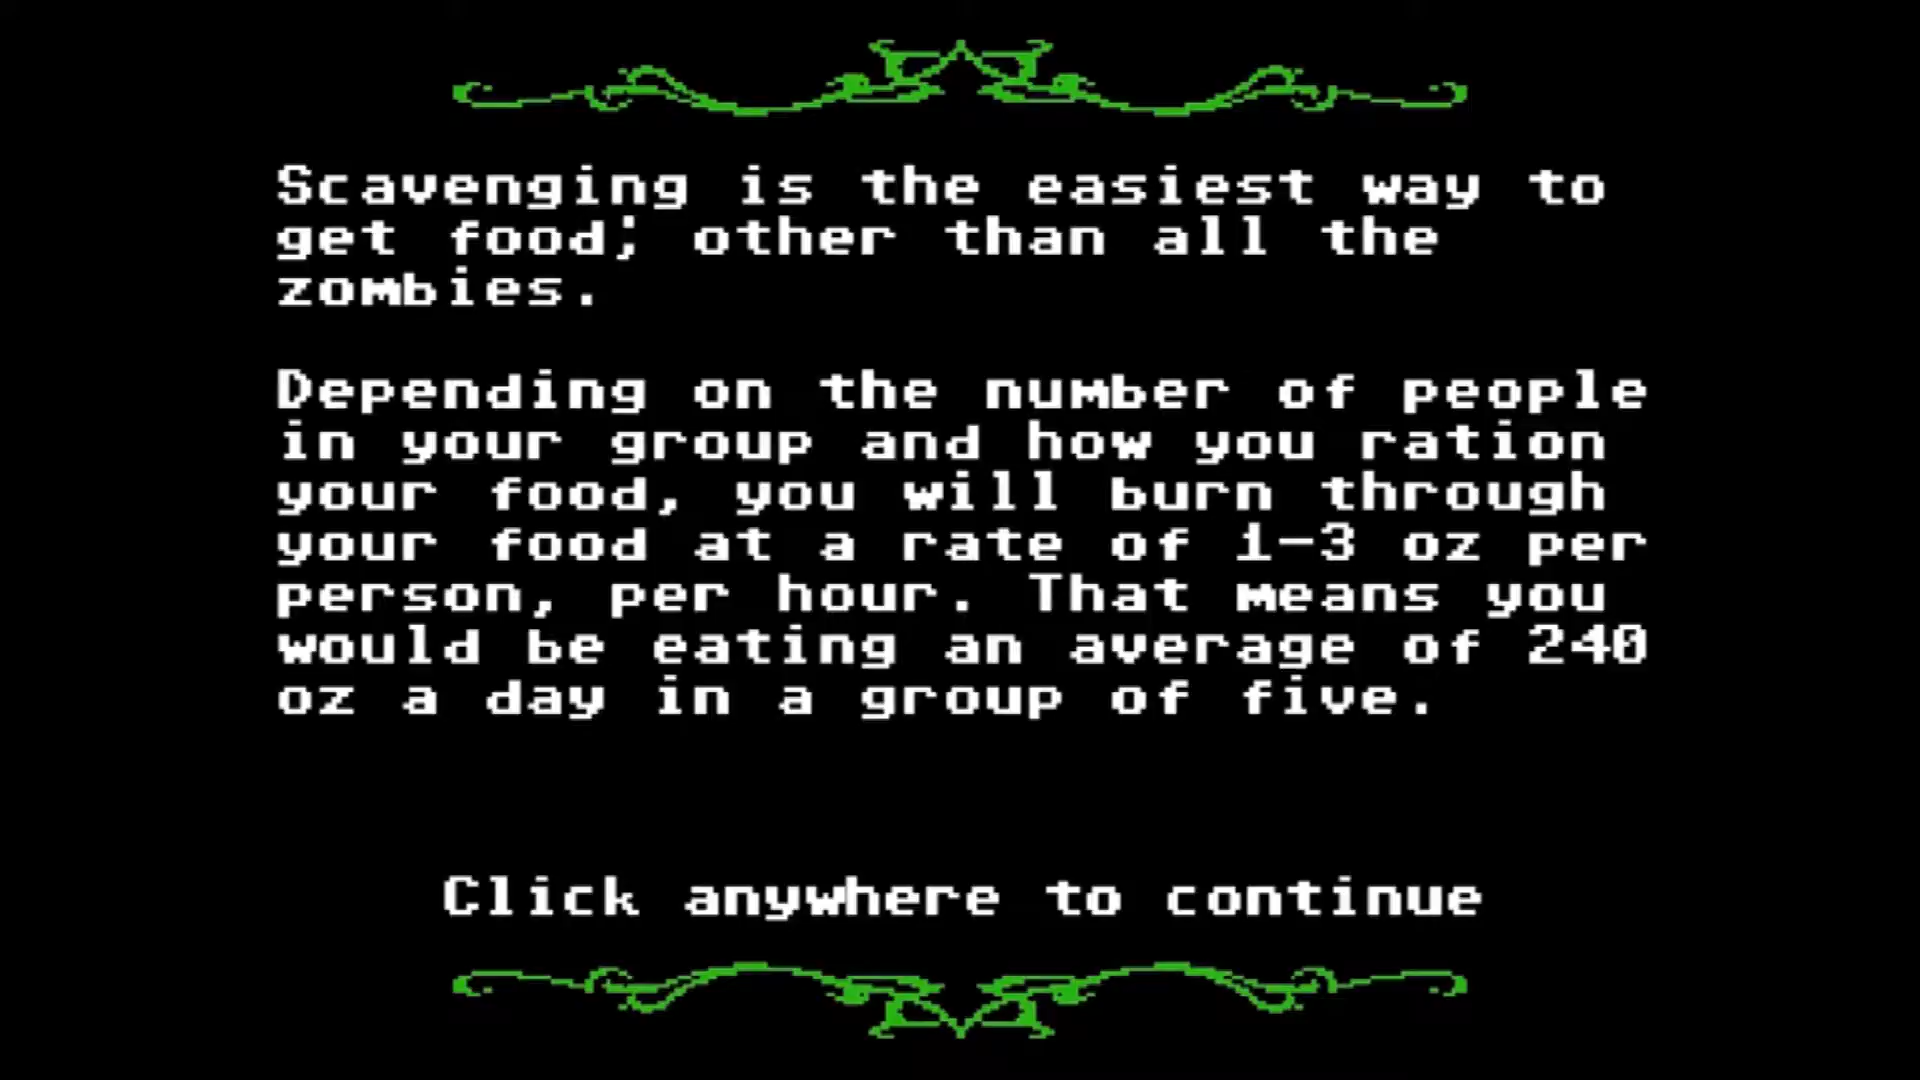 Scavenging is the easiest way to
get food; other than all the
zombies.
Depending on the number of people
in your group and how you ration
your food, you will burn through
your food at a rate of 1-3 oz per
person, per hour. That means you
would be eating an average of 240
oz a day in a group of five.
Click anywhere to continue